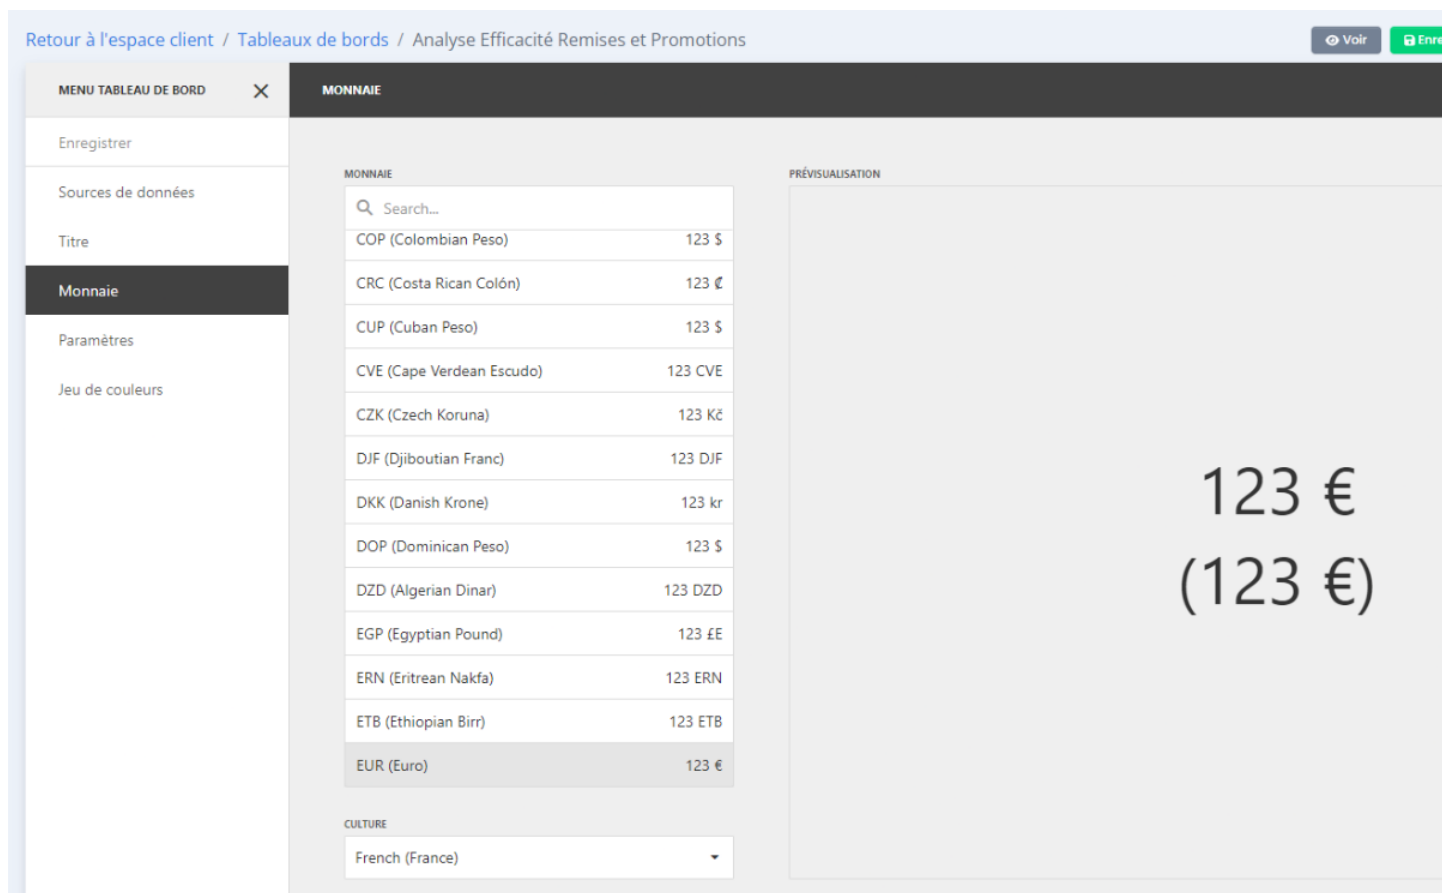 Retour à l'espace client / Tableaux de bords / Analyse Efficacité Remises et Promotions
Voir
Enre
MENU TABLEAU DE BORD
MONNAIE
Enregistrer
Sources de données
Titre
Monnaie
Paramètres
Jeu de couleurs
MONNAIE
Search...
COP (Colombian Peso) 123 $
CRC (Costa Rican Colón) 123 ₡
CUP (Cuban Peso) 123 $
CVE (Cape Verdean Escudo) 123 CVE
CZK (Czech Koruna) 123 Kč
DJF (Djiboutian Franc) 123 DJF
DKK (Danish Krone) 123 kr
DOP (Dominican Peso) 123 $
DZD (Algerian Dinar) 123 DZD
EGP (Egyptian Pound) 123 £E
ERN (Eritrean Nakfa) 123 ERN
ETB (Ethiopian Birr) 123 ETB
EUR (Euro) 123 €
CULTURE
French (France)
PRÉVISUALISATION
123 €
(123 €)